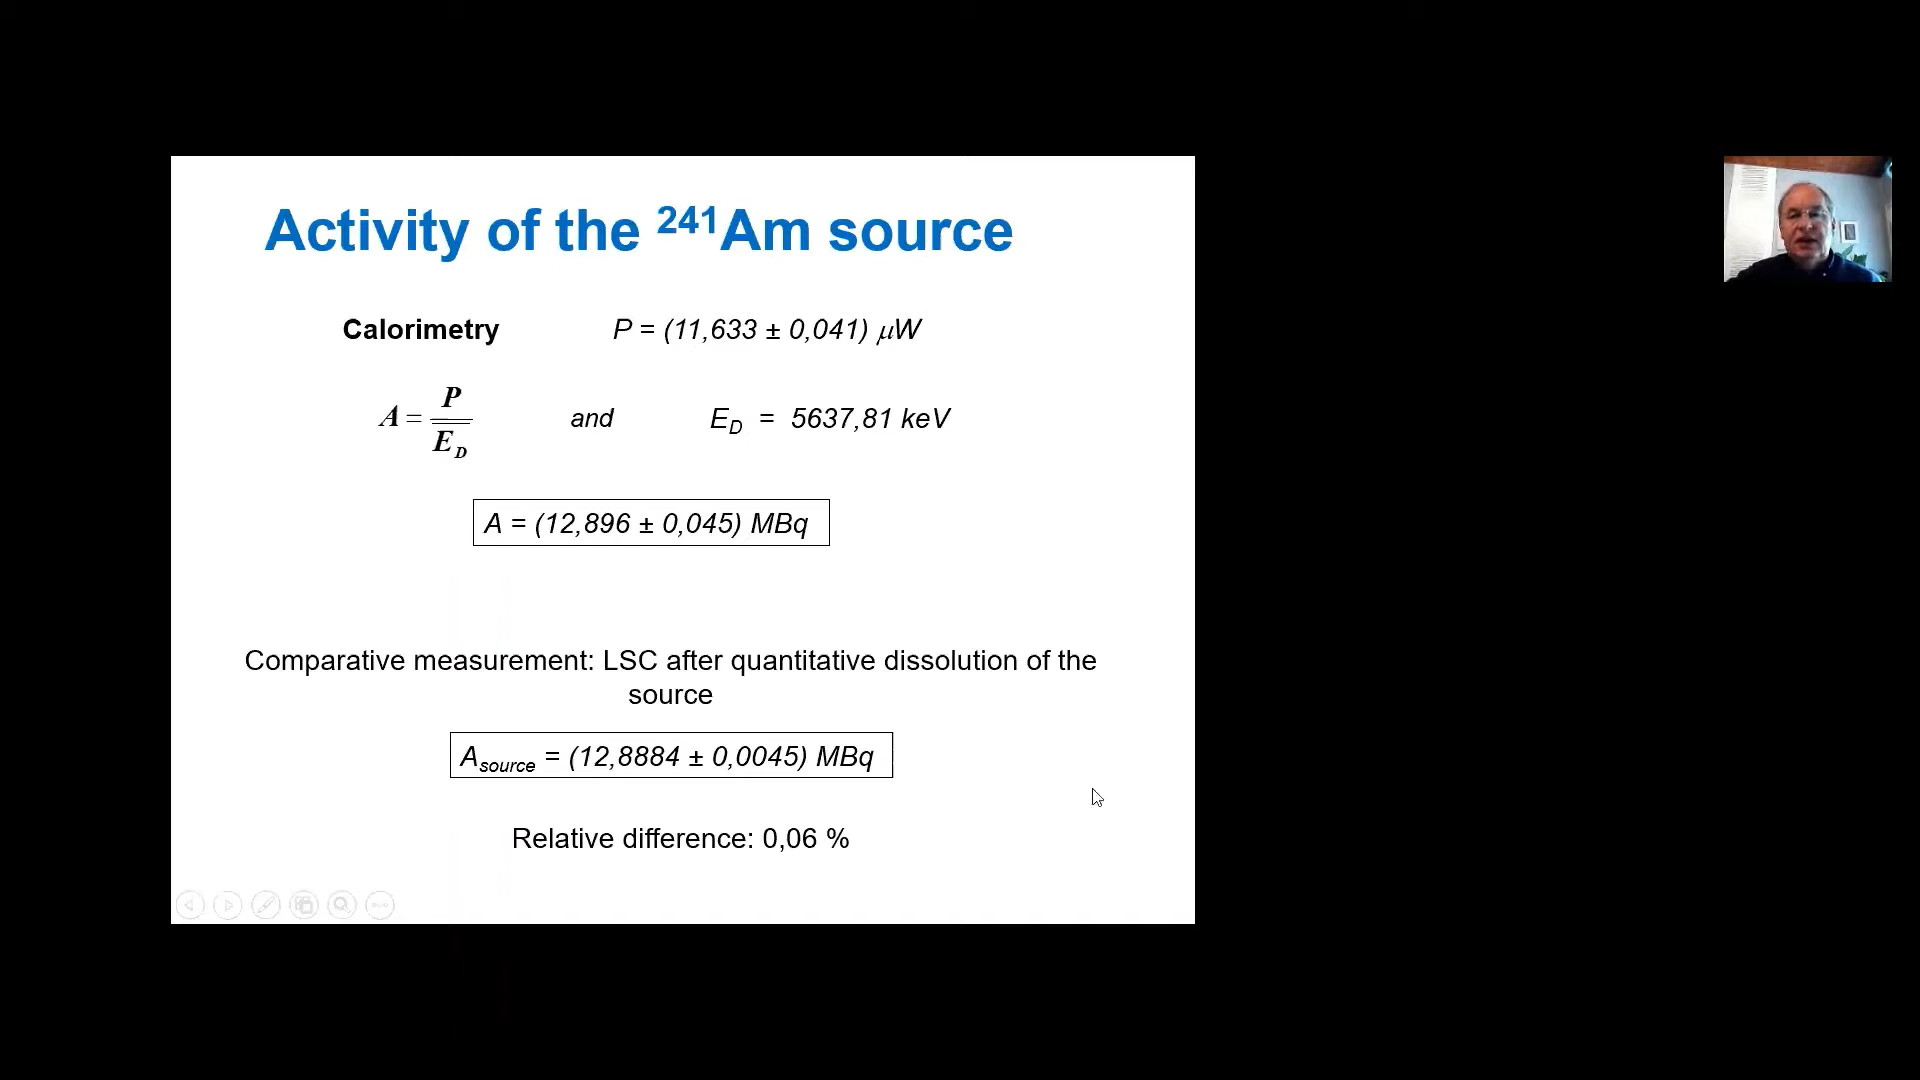 Activity of the ²⁴¹Am source
Calorimetry P = (11,633 ± 0,041) μW
A = P / E_D and E_D = 5637,81 keV
A = (12,896 ± 0,045) MBq
Comparative measurement: LSC after quantitative dissolution of the
source
A_source = (12,8884 ± 0,0045) MBq
Relative difference: 0,06 %